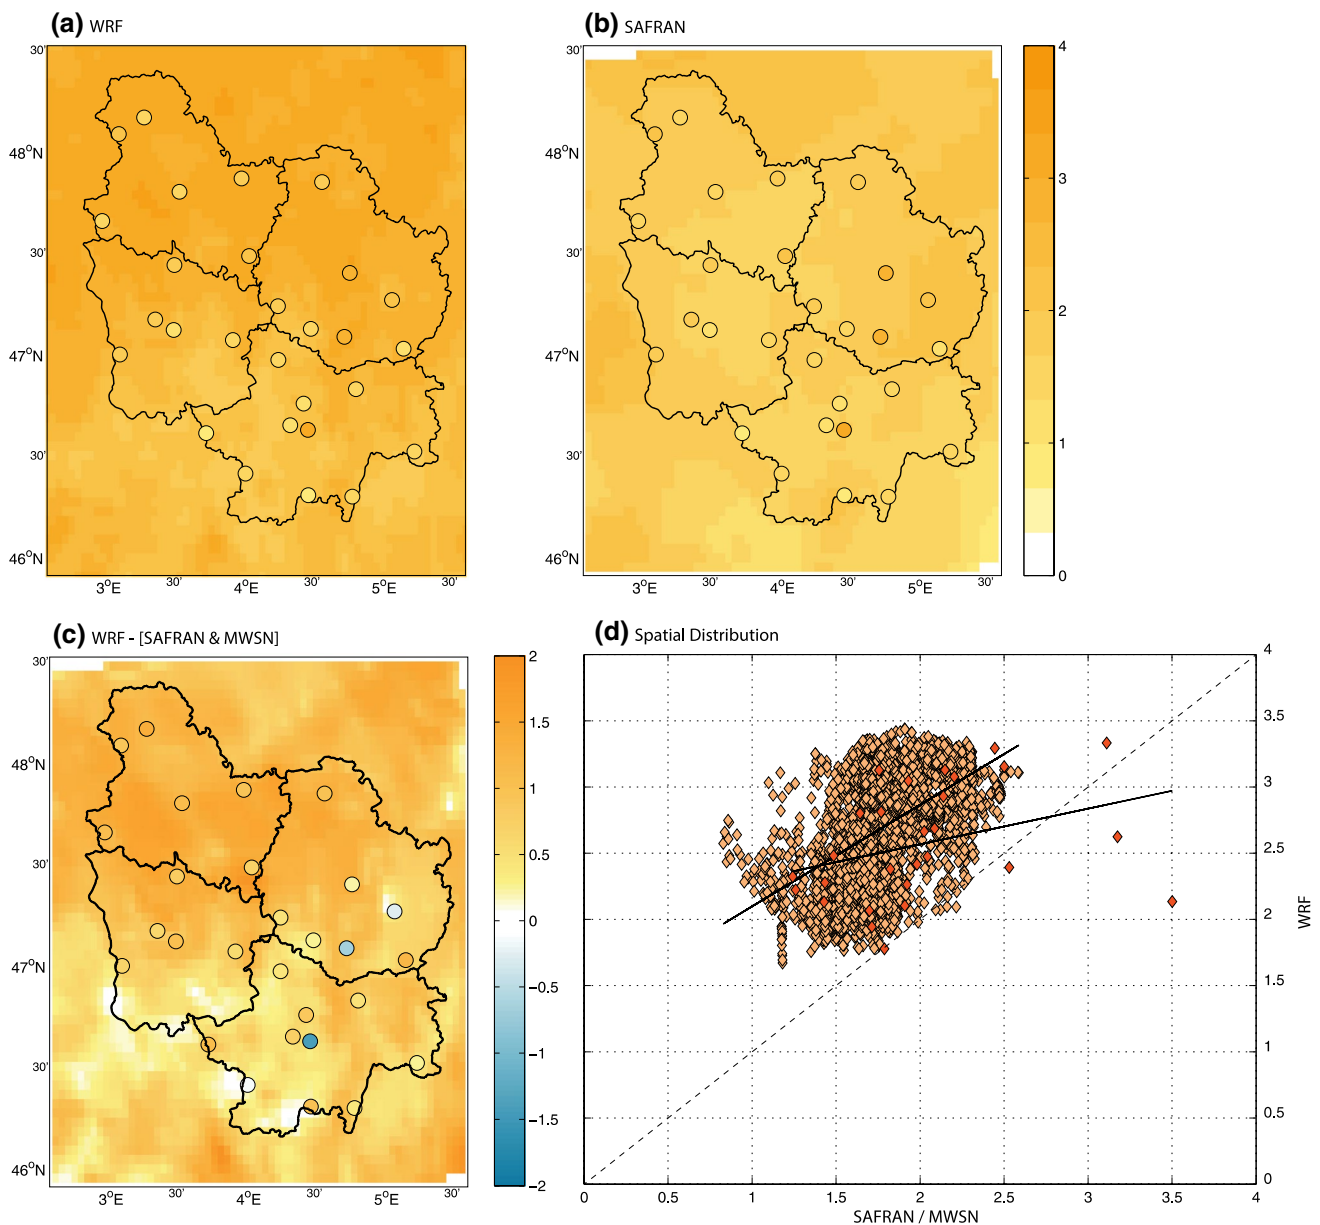 (a) WRF
30'
48°N
30'
47°N
30'
46°N
3°E 30' 4°E 30' 5°E 30'
(b) SAFRAN
30'
48°N
30'
47°N
30'
46°N
3°E 30' 4°E 30' 5°E 30'
4
3
2
1
0
(c) WRF - [SAFRAN & MWSN]
30'
48°N
30'
47°N
30'
46°N
3°E 30' 4°E 30' 5°E 30'
2
1.5
1
0.5
0
−0.5
−1
−1.5
−2
(d) Spatial Distribution
4
3.5
3
2.5
2
1.5
1
0.5
0
WRF
0 0.5 1 1.5 2 2.5 3 3.5 4
SAFRAN / MWSN